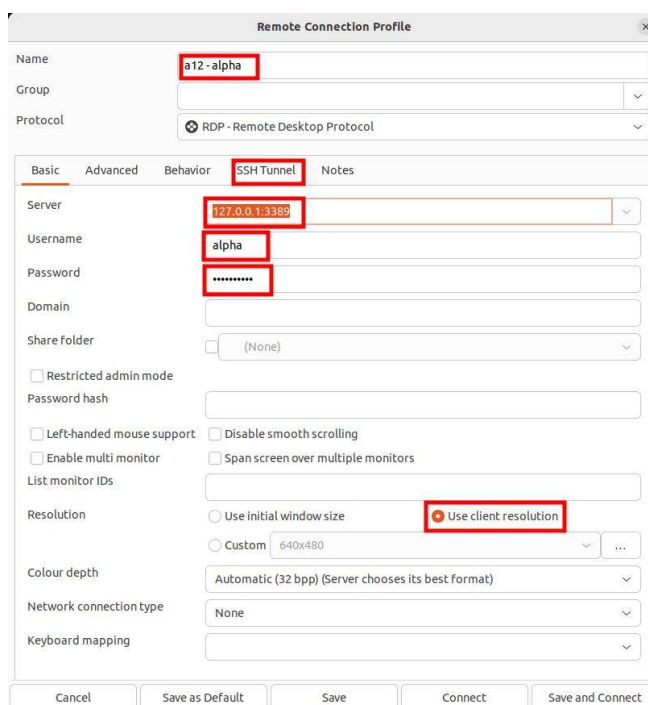 Remote Connection Profile
Name
a12 - alpha
Group
Protocol
RDP - Remote Desktop Protocol
Basic Advanced Behavior SSH Tunnel Notes
Server
127.0.0.1:3389
Username
alpha
Password
••••••••••
Domain
Share folder
(None)
Restricted admin mode
Password hash
Left-handed mouse support Disable smooth scrolling
Enable multi monitor Span screen over multiple monitors
List monitor IDs
Resolution
Use initial window size Use client resolution
Custom 640x480 ...
Colour depth
Automatic (32 bpp) (Server chooses its best format)
Network connection type
None
Keyboard mapping
Cancel Save as Default Save Connect Save and Connect